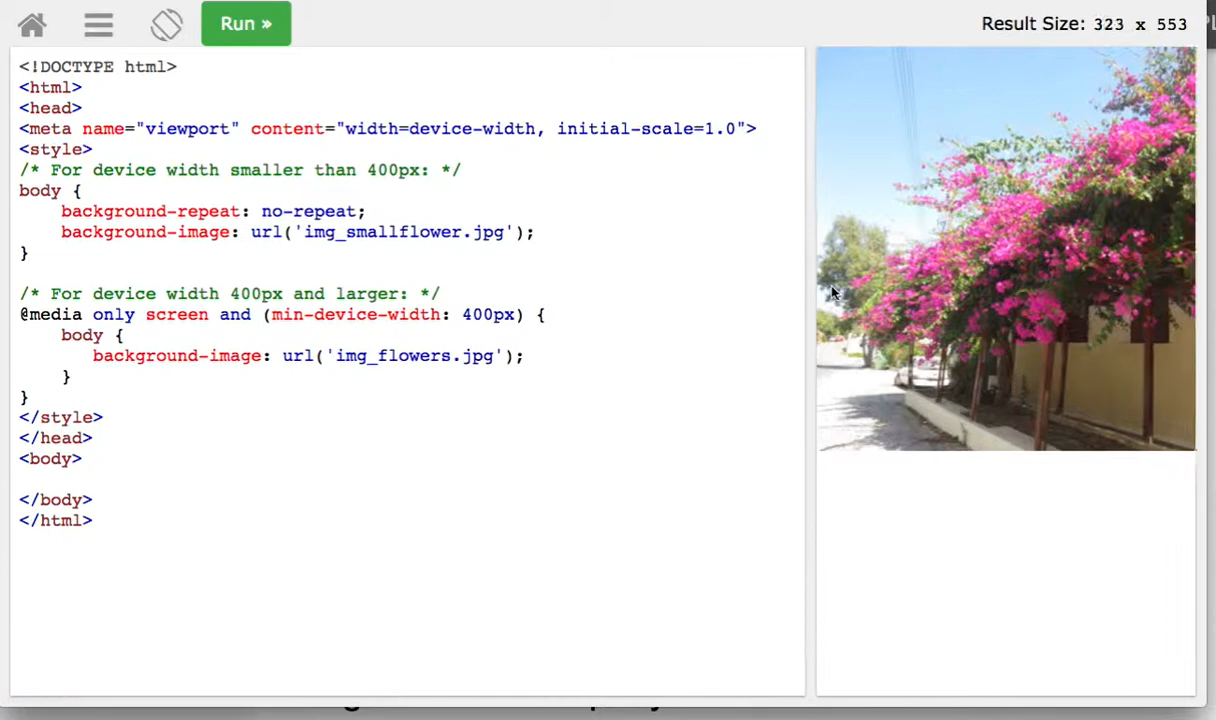 Run »
Result Size: 323 x 553
<!DOCTYPE html>
<html>
<head>
<meta name="viewport" content="width=device-width, initial-scale=1.0">
<style>
/* For device width smaller than 400px: */
body {
    background-repeat: no-repeat;
    background-image: url('img_smallflower.jpg');
}
/* For device width 400px and larger: */
@media only screen and (min-device-width: 400px) {
    body {
       background-image: url('img_flowers.jpg');
    }
}
</style>
</head>
<body>
</body>
</html>